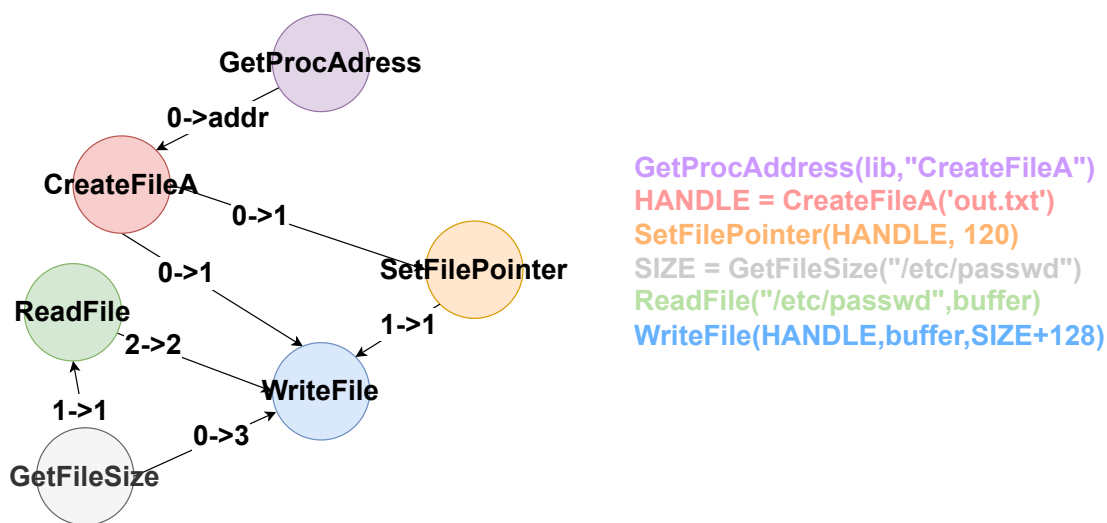 GetProcAdress
0->addr
CreateFileA
0->1
SetFilePointer
0->1
ReadFile
1->1
2->2
WriteFile
1->1
0->3
GetFileSize
GetProcAddress(lib,"CreateFileA")
HANDLE = CreateFileA('out.txt')
SetFilePointer(HANDLE, 120)
SIZE = GetFileSize("/etc/passwd")
ReadFile("/etc/passwd",buffer)
WriteFile(HANDLE,buffer,SIZE+128)